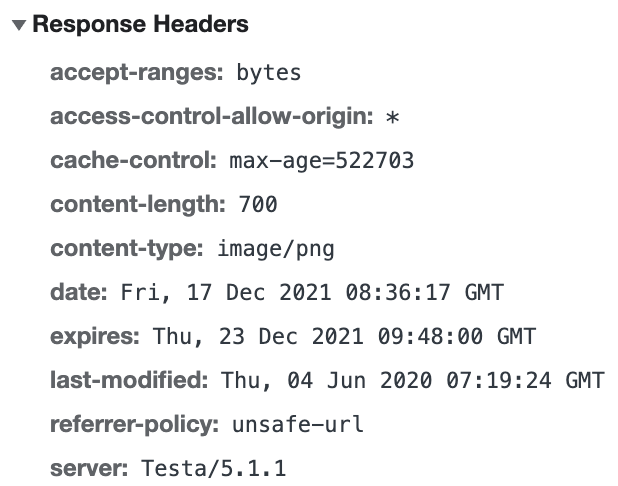 Response Headers
accept-ranges: bytes
access-control-allow-origin: *
cache-control: max-age=522703
content-length: 700
content-type: image/png
date: Fri, 17 Dec 2021 08:36:17 GMT
expires: Thu, 23 Dec 2021 09:48:00 GMT
last-modified: Thu, 04 Jun 2020 07:19:24 GMT
referrer-policy: unsafe-url
server: Testa/5.1.1